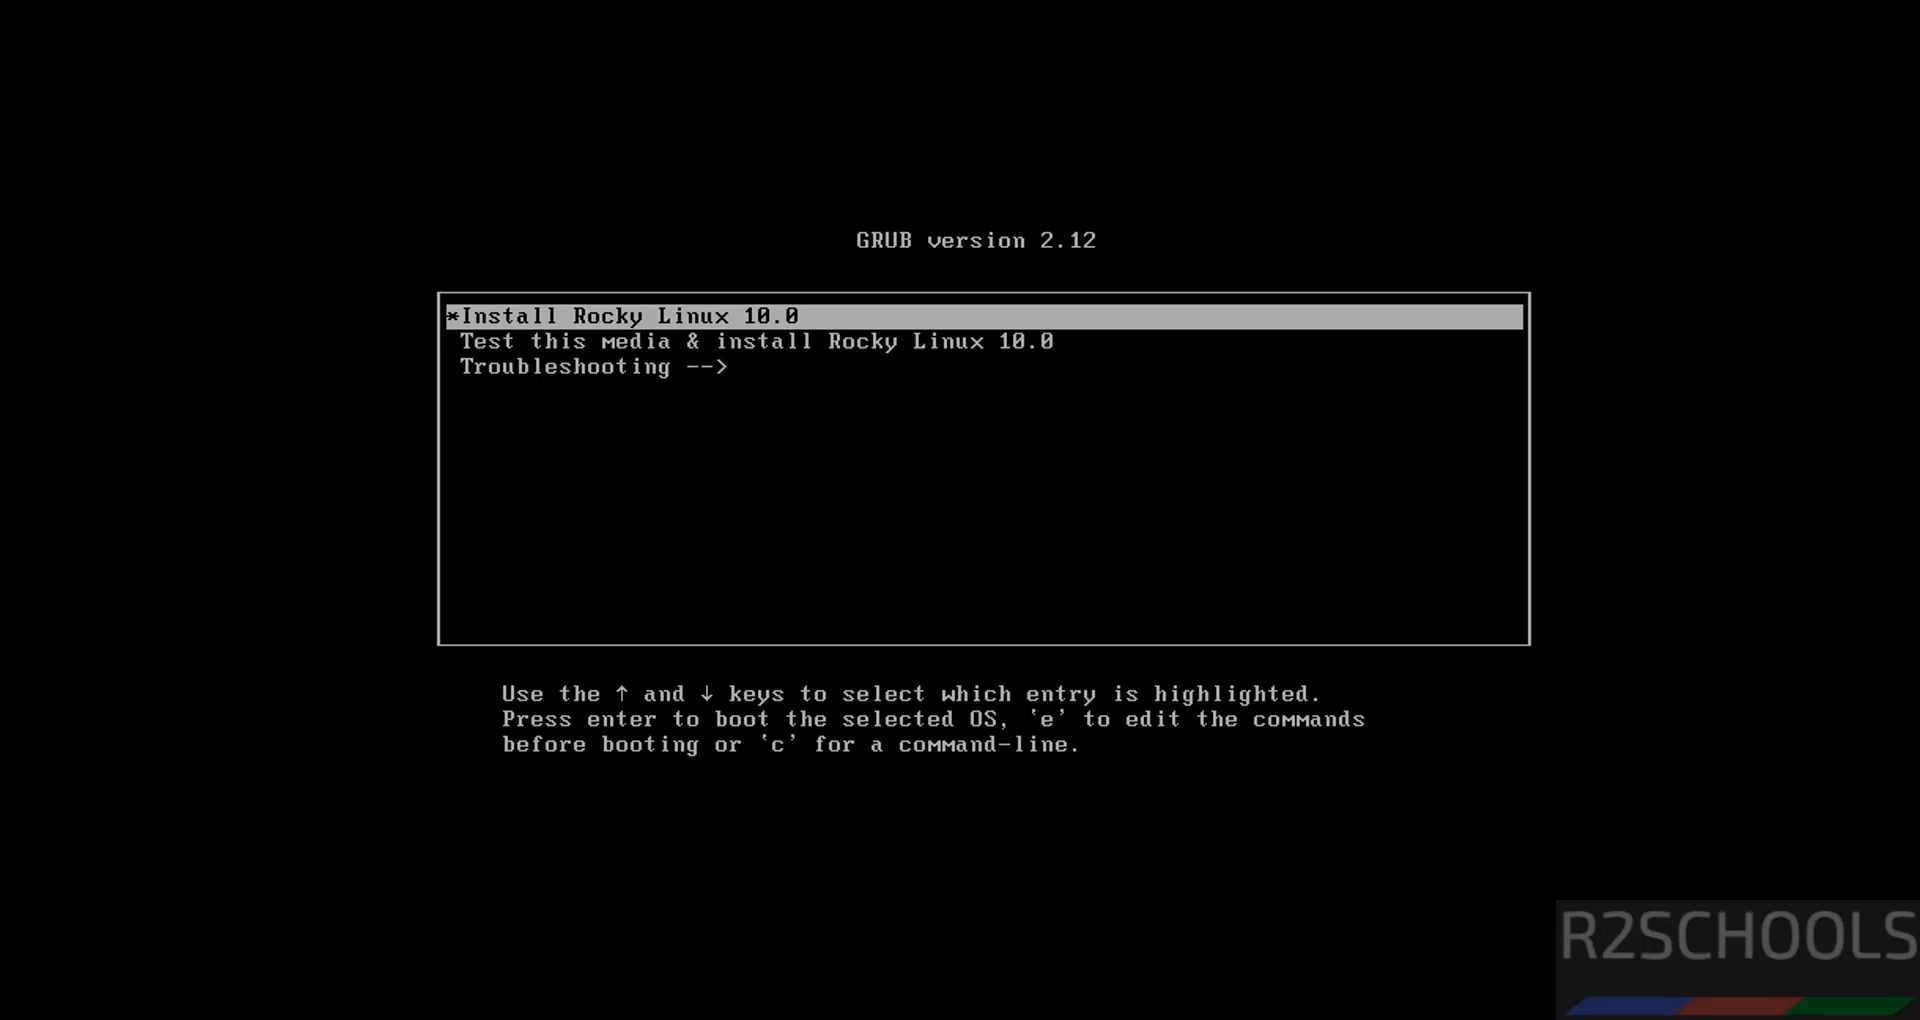 GRUB version 2.12
*Install Rocky Linux 10.0
Test this media & install Rocky Linux 10.0
Troubleshooting -->
Use the ↑ and ↓ keys to select which entry is highlighted.
Press enter to boot the selected OS, `e' to edit the commands
before booting or `c' for a command-line.
R2SCHOOLS